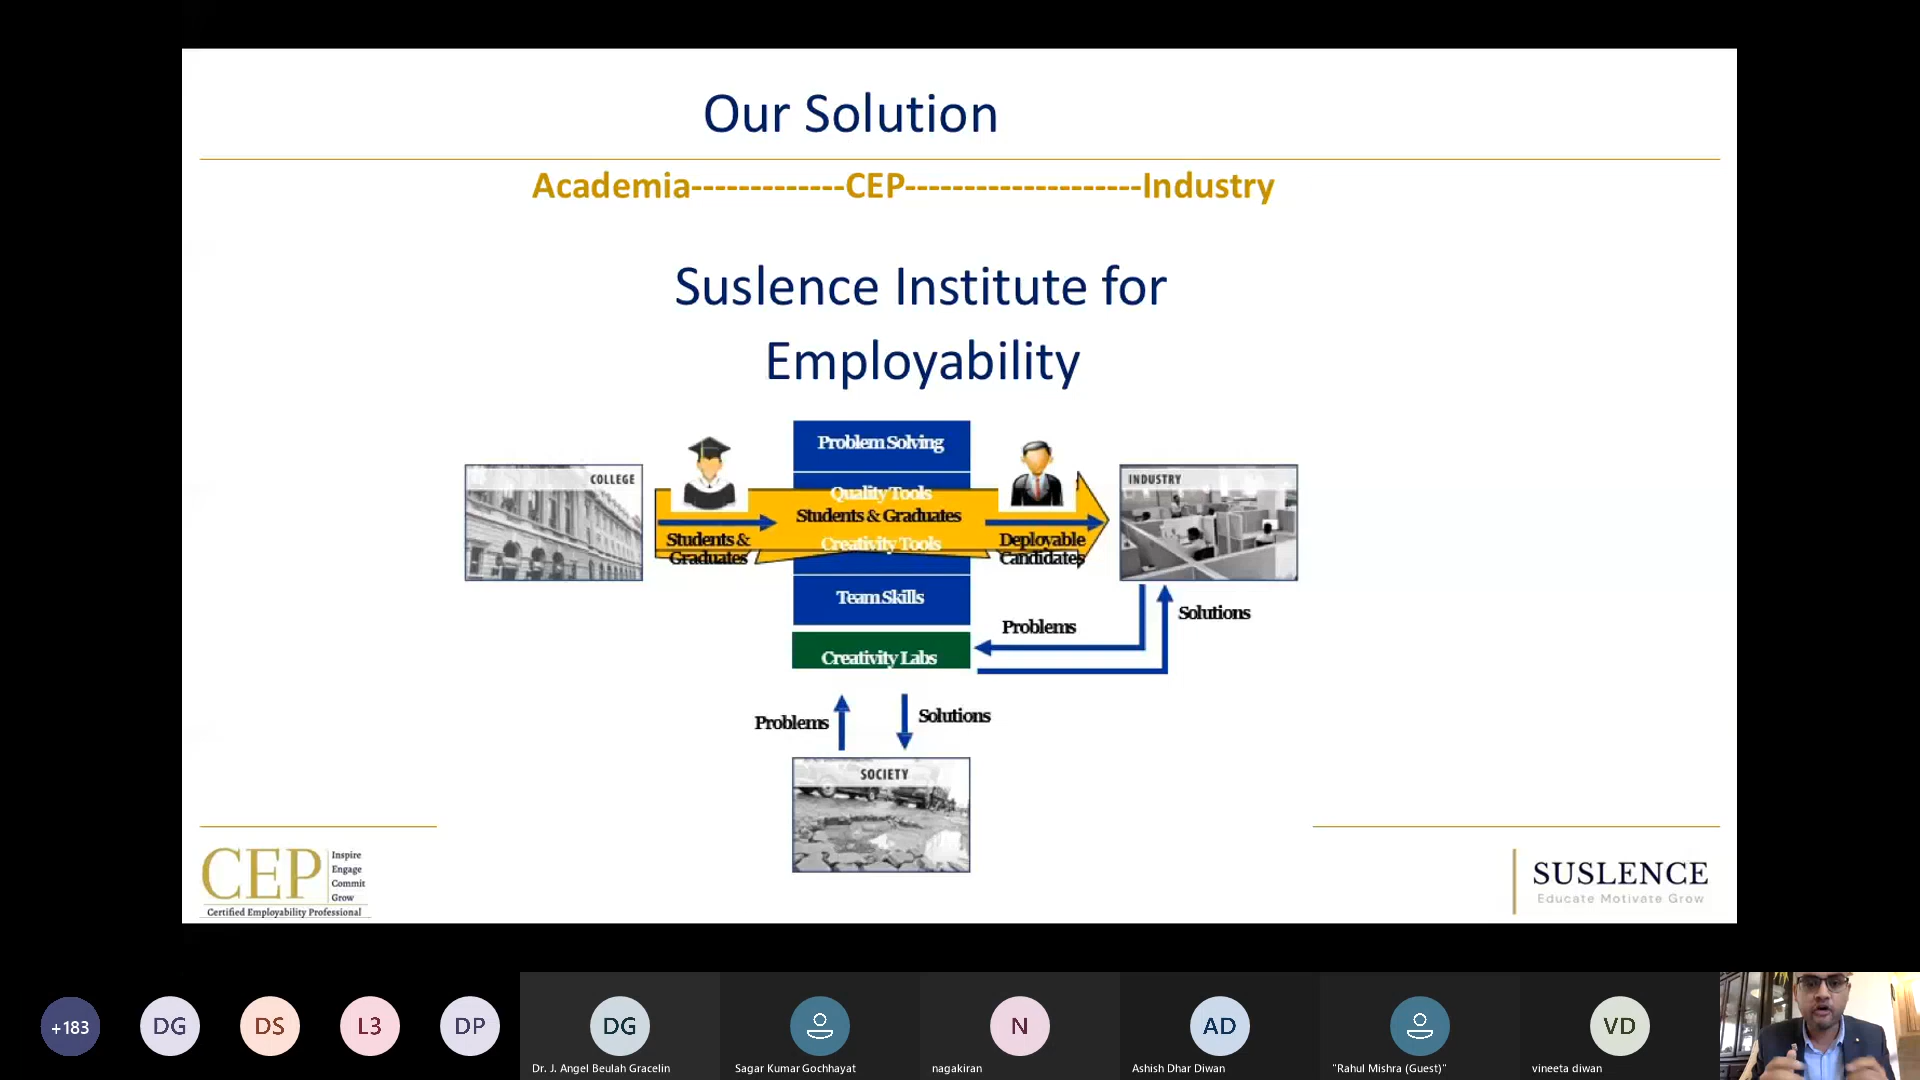 Our Solution
Academia-------------CEP--------------------Industry
Suslence Institute for
Employability
Problem Solving
COLLEGE
INDUSTRY
Quality Tools
Students & Graduates
Students &
Graduates
Creativity Tools
Deployable
Candidates
Team Skills
Solutions
Problems
Creativity Labs
Problems
Solutions
SOCIETY
CEP
Inspire
Engage
Commit
Grow
Certified Employability Professional
SUSLENCE
Educate Motivate Grow
+183
DG
DS
L3
DP
DG
N
AD
VD
Dr. J. Angel Beulah Gracelin
Sagar Kumar Gochhayat
nagakiran
Ashish Dhar Diwan
"Rahul Mishra (Guest)"
vineeta diwan